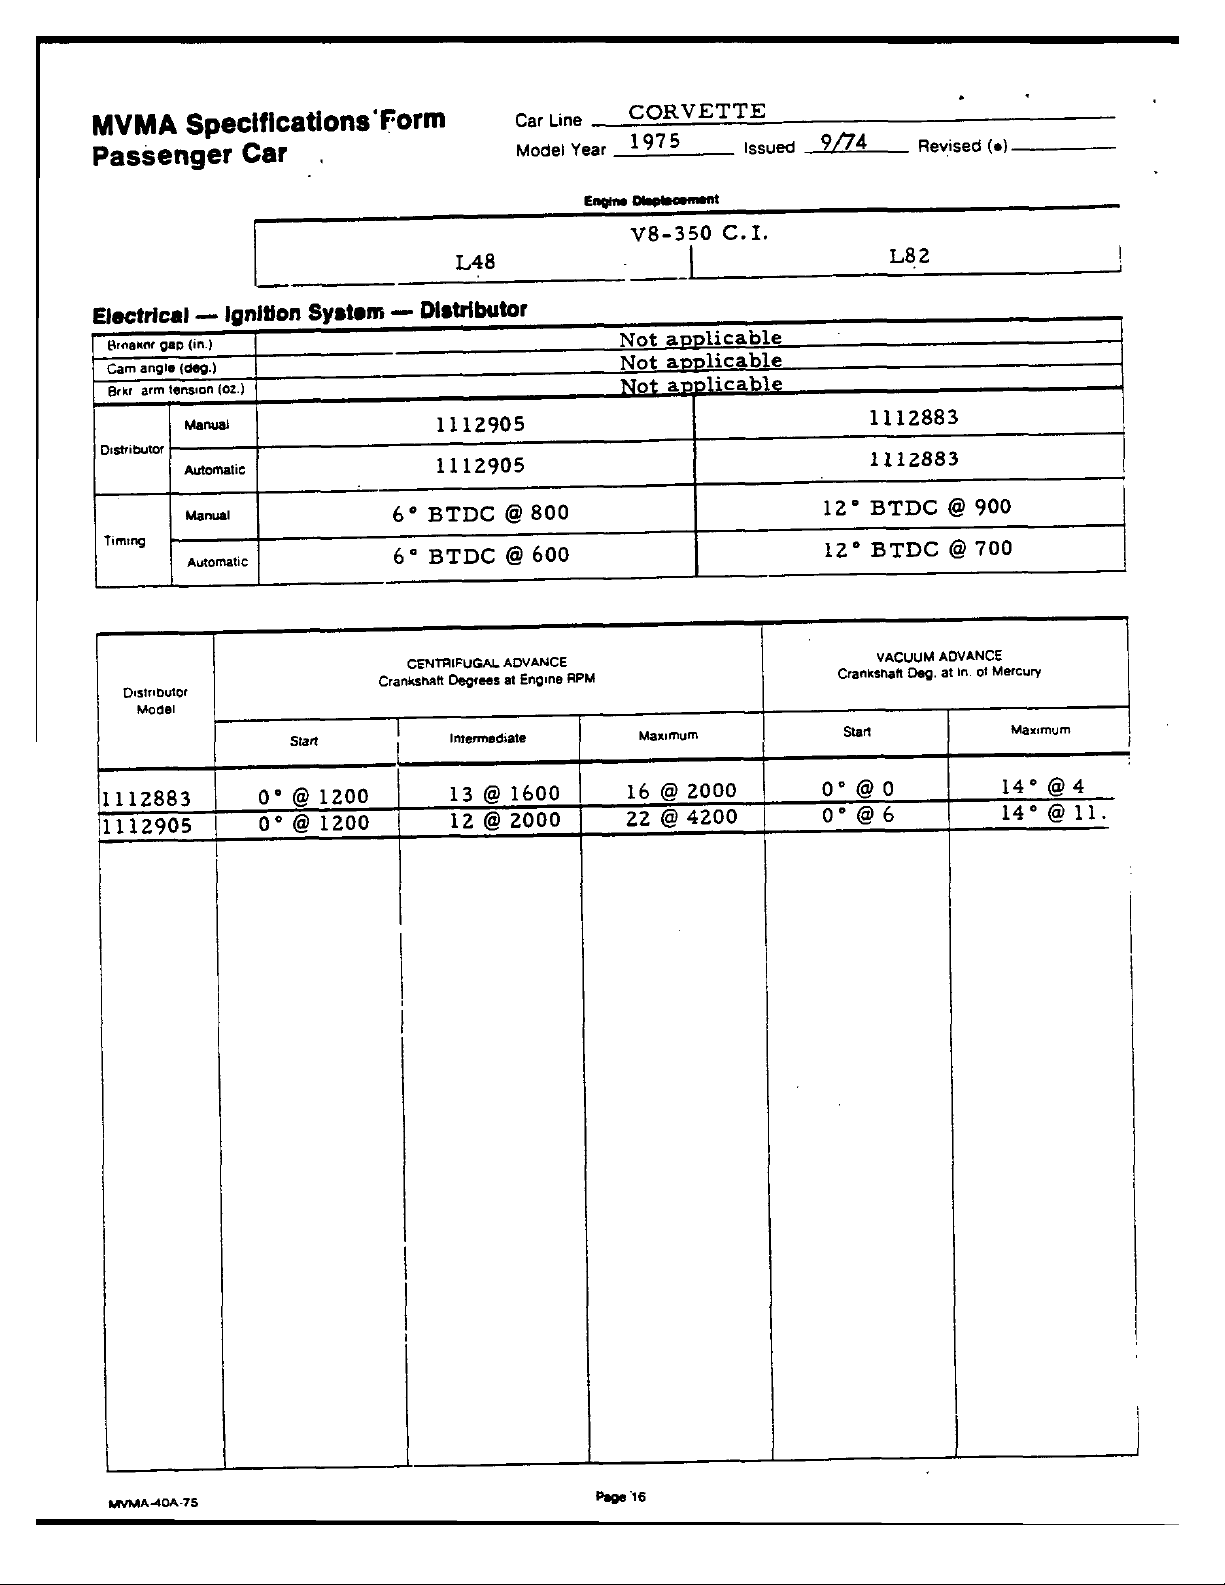 MVMA Specifications Form
Passenger Car
Car Line CORVETTE
Model Year 1975 Issued 9/74 Revised (•)
Engine Displacement
V8-350 C.I.
L48 L82
Electrical — Ignition System — Distributor
Breaker gap (in.) Not applicable
Cam angle (deg.) Not applicable
Brkr arm tension (oz.) Not applicable
Distributor
Manual 1112905 1112883
Automatic 1112905 1112883
Timing
Manual 6° BTDC @ 800 12° BTDC @ 900
Automatic 6° BTDC @ 600 12° BTDC @ 700
Distributor
Model
CENTRIFUGAL ADVANCE
Crankshaft Degrees at Engine RPM
VACUUM ADVANCE
Crankshaft Deg. at In. of Mercury
Start Intermediate Maximum Start Maximum
1112883 0° @ 1200 13 @ 1600 16 @ 2000 0° @ 0 14° @ 4
1112905 0° @ 1200 12 @ 2000 22 @ 4200 0° @ 6 14° @ 11.
MVMA-40A-75
Page 16